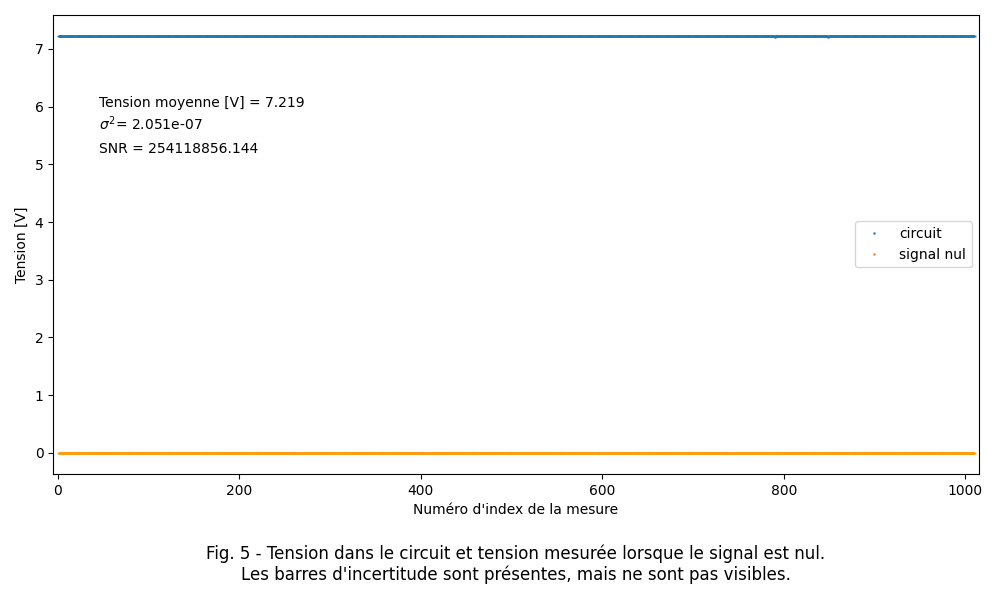 7
6
5
4
3
2
1
0
Tension [V]
Tension moyenne [V] = 7.219
σ²= 2.051e-07
SNR = 254118856.144
circuit
signal nul
0 200 400 600 800 1000
Numéro d'index de la mesure
Fig. 5 - Tension dans le circuit et tension mesurée lorsque le signal est nul.
Les barres d'incertitude sont présentes, mais ne sont pas visibles.